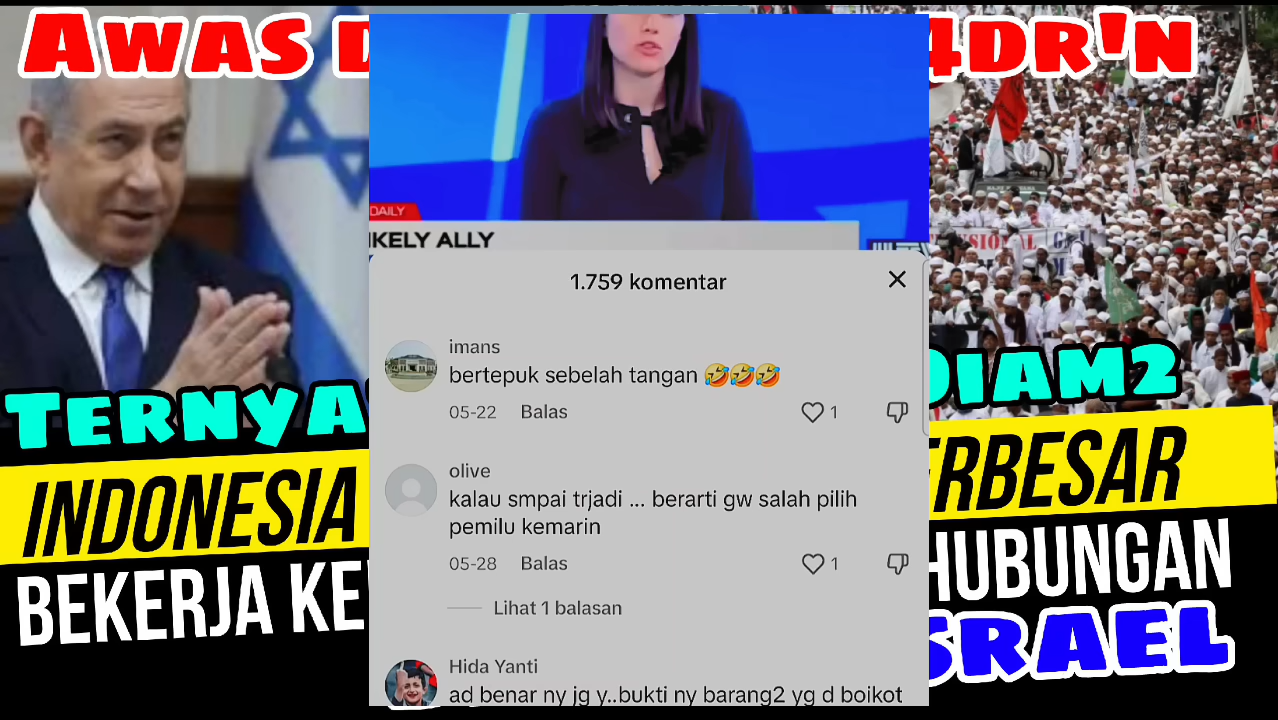 AWAS D
4DR'N
DAILY
IKELY ALLY
1.759 komentar
imans
bertepuk sebelah tangan 🤣🤣🤣
05-22 Balas
1
olive
kalau smpai trjadi ... berarti gw salah pilih
pemilu kemarin
05-28 Balas
1
Lihat 1 balasan
Hida Yanti
ad benar ny jg y..bukti ny barang2 yg d boikot
TERNYA
DIAM2
INDONESIA
ERBESAR
BEKERJA KE
HUBUNGAN
SRAEL